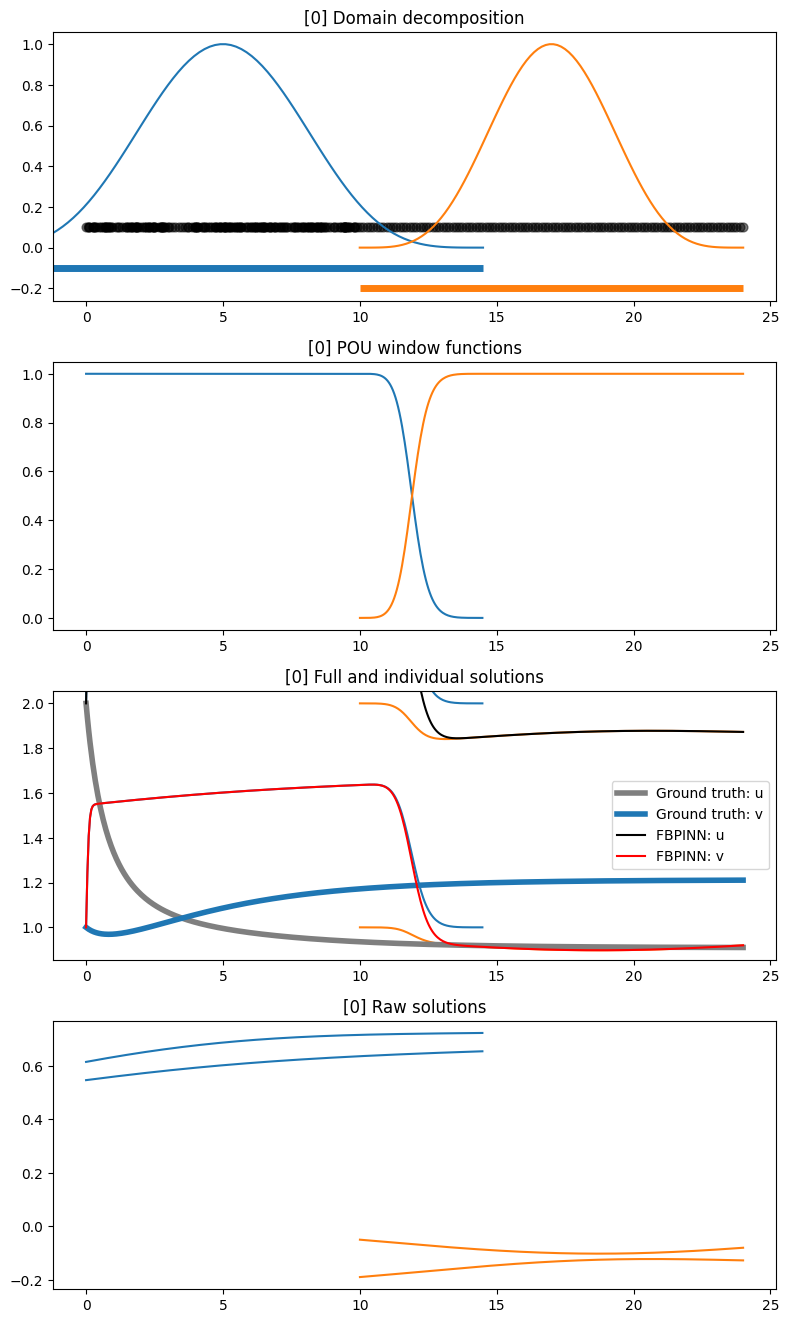 [0] Domain decomposition
1.0
0.8
0.6
0.4
0.2
0.0
−0.2
0 5 10 15 20 25
[0] POU window functions
1.0
0.8
0.6
0.4
0.2
0.0
0 5 10 15 20 25
[0] Full and individual solutions
2.0
1.8
1.6
1.4
1.2
1.0
Ground truth: u
Ground truth: v
FBPINN: u
FBPINN: v
0 5 10 15 20 25
[0] Raw solutions
0.6
0.4
0.2
0.0
−0.2
0 5 10 15 20 25